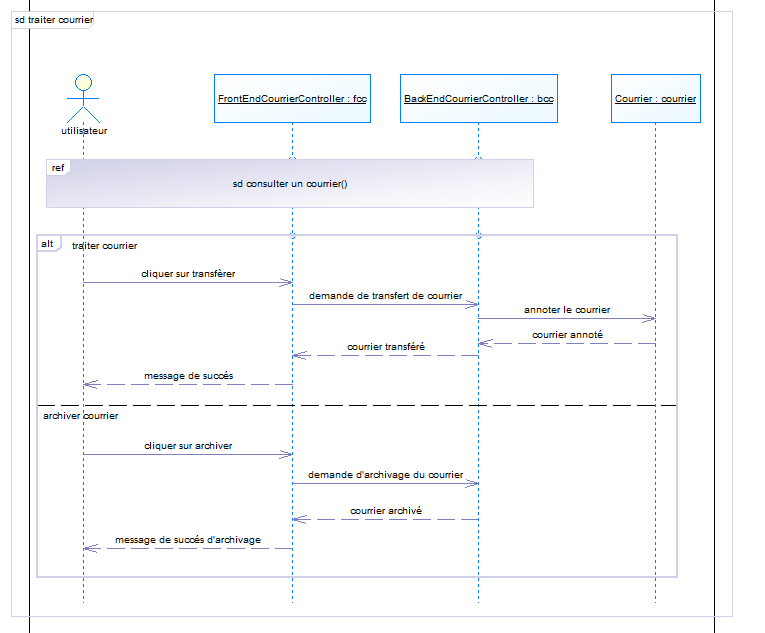 sd traiter courrier
FrontEndCourrierController : fcc
BackEndCourrierController : bcc
Courrier : courrier
utilisateur
ref
sd consulter un courrier()
alt
traiter courrier
cliquer sur transfèrer
demande de transfert de courrier
annoter le courrier
courrier annoté
courrier transféré
message de succés
archiver courrier
cliquer sur archiver
demande d'archivage du courrier
courrier archivé
message de succés d'archivage